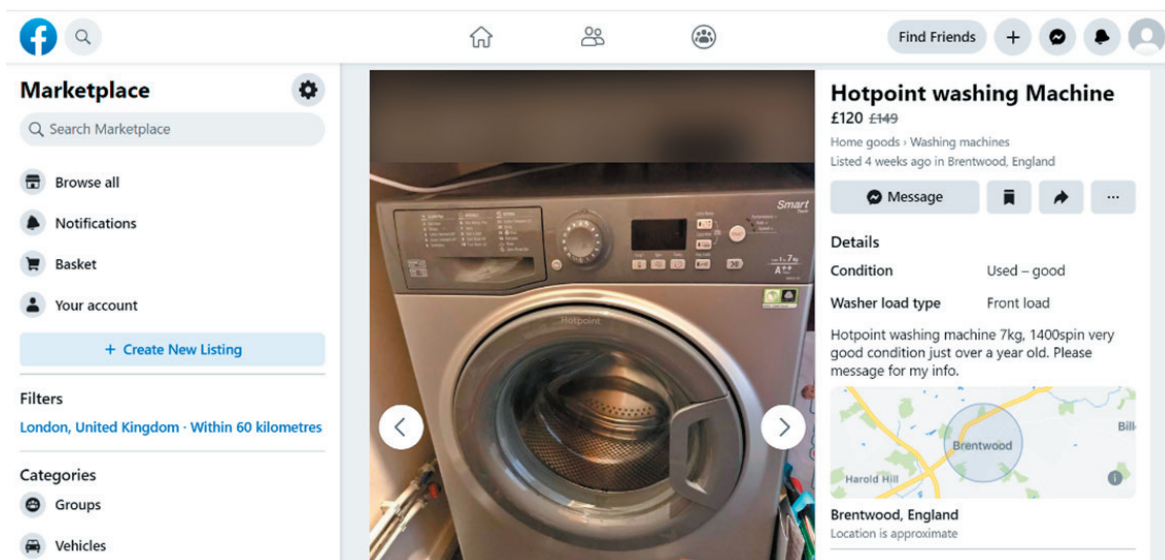 Find Friends
Marketplace
Search Marketplace
Browse all
Notifications
Basket
Your account
+ Create New Listing
Filters
London, United Kingdom · Within 60 kilometres
Categories
Groups
Vehicles
Smart
7kg
A++
Hotpoint
Hotpoint washing Machine
£120 £149
Home goods › Washing machines
Listed 4 weeks ago in Brentwood, England
Message
Details
Condition Used – good
Washer load type Front load
Hotpoint washing machine 7kg, 1400spin very
good condition just over a year old. Please
message for my info.
Brentwood
Bill
Harold Hill
Brentwood, England
Location is approximate